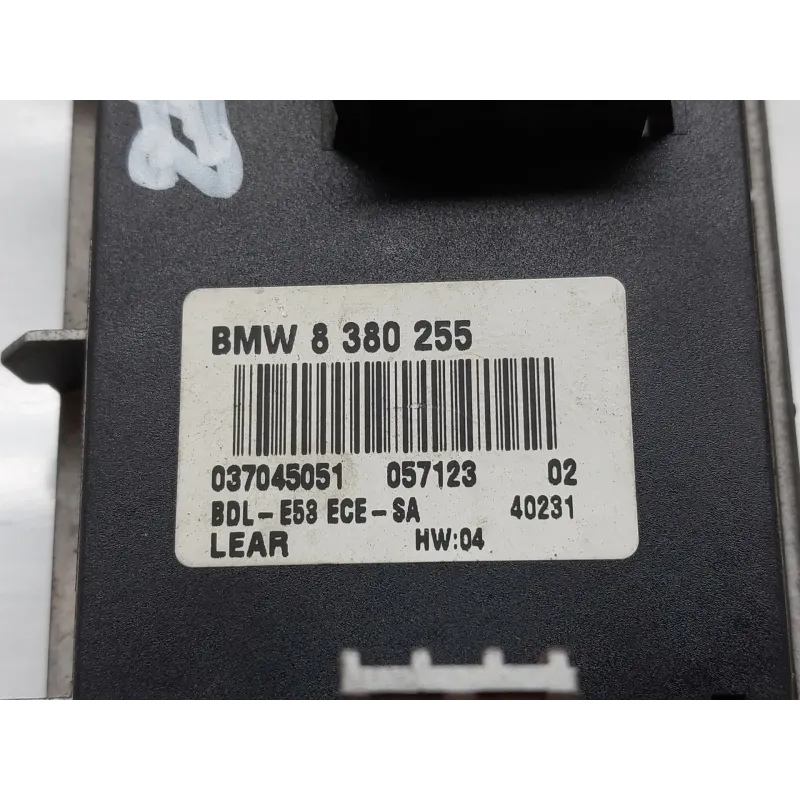 BMW 8 380 255
037045051 057123 02
BDL-E53 ECE-SA 40231
LEAR HW:04